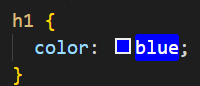 h1 {
  color: blue;
}